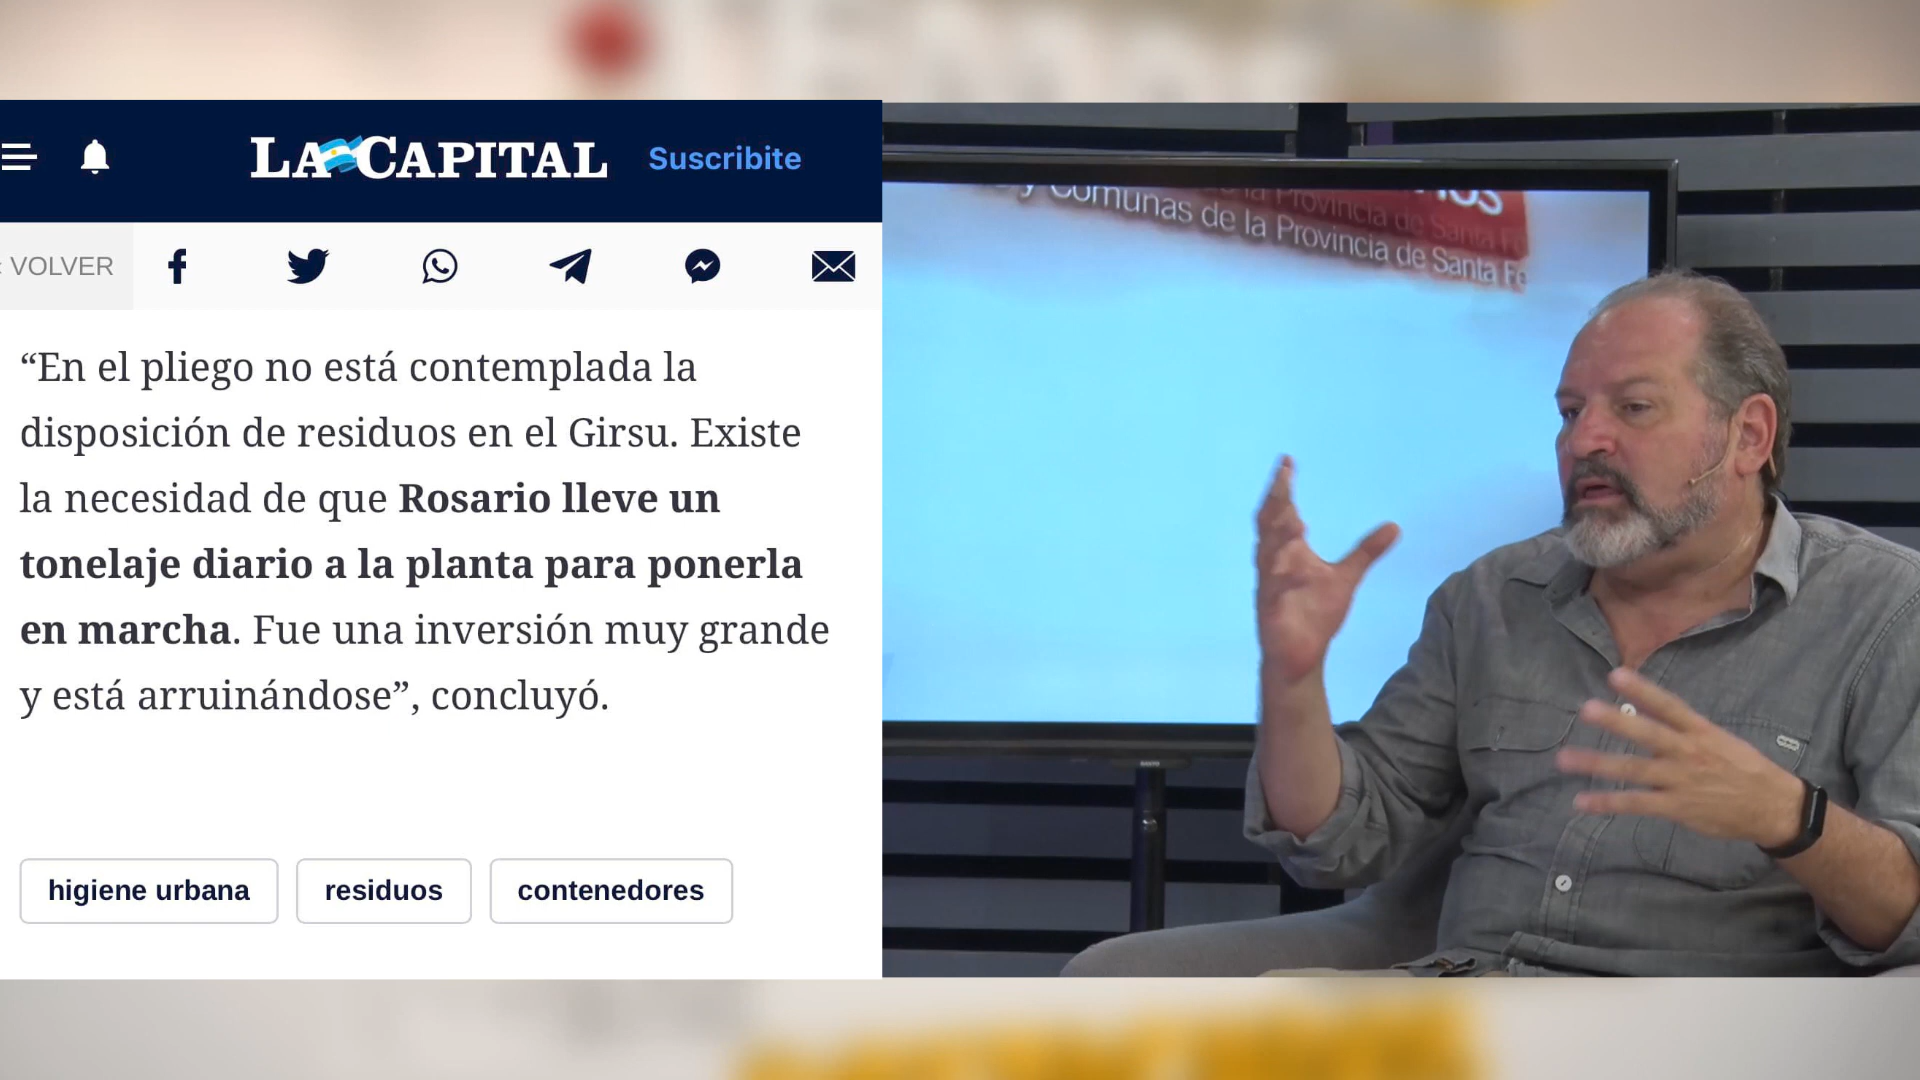 LA CAPITAL
Suscribite
VOLVER
“En el pliego no está contemplada la
disposición de residuos en el Girsu. Existe
la necesidad de que Rosario lleve un
tonelaje diario a la planta para ponerla
en marcha. Fue una inversión muy grande
y está arruinándose”, concluyó.
higiene urbana
residuos
contenedores
y Comunas de la Provincia de Santa Fe